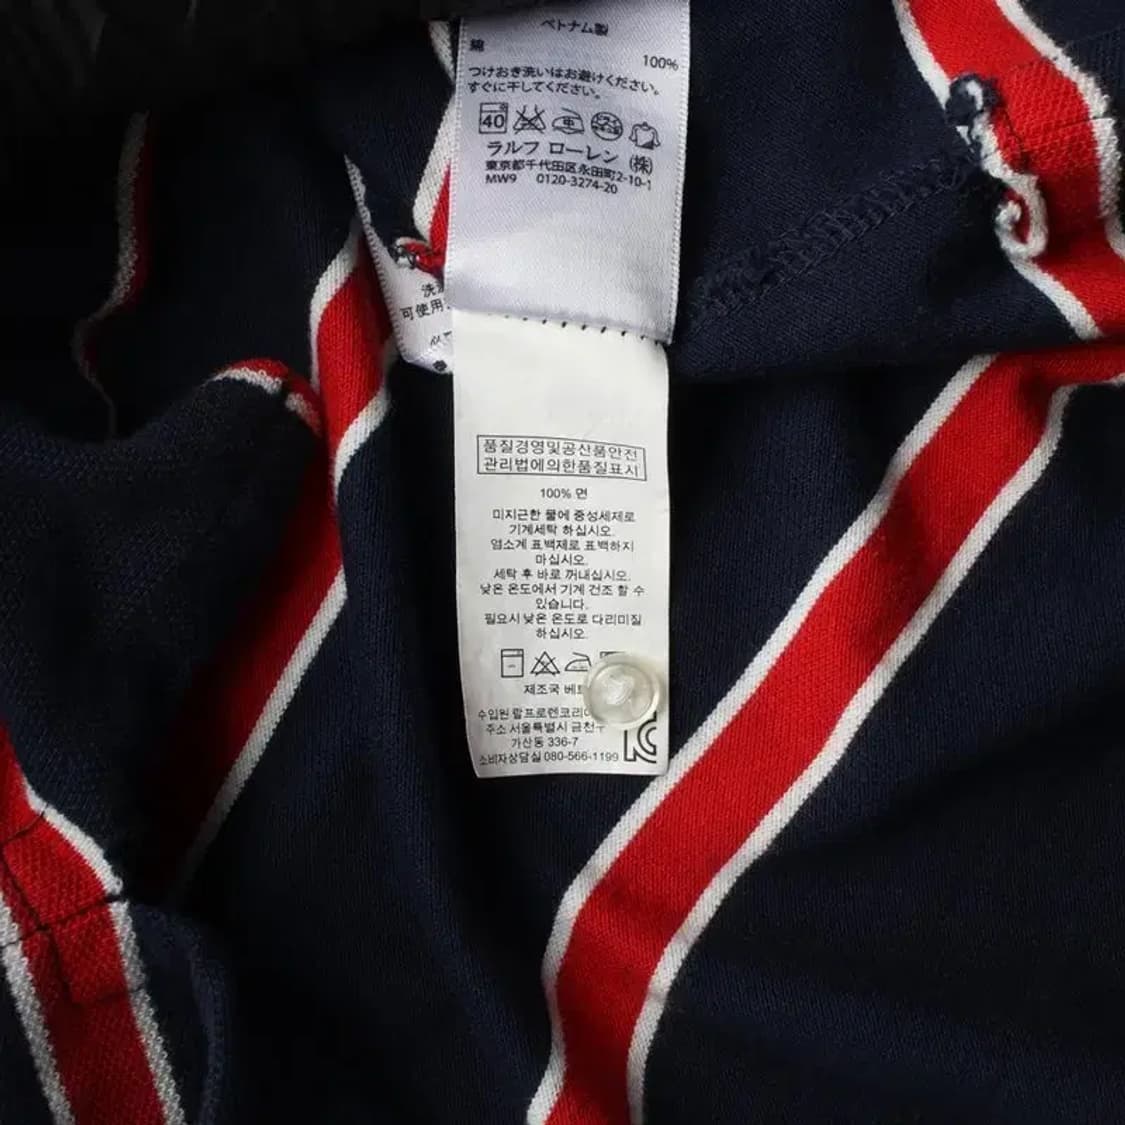 ベトナム製
綿
100%
つけおき洗いはお避けください。
すぐに干してください。
40
中
ラルフ ローレン (株)
東京都千代田区永田町2-10-1
MW9 0120-3274-20
洗
可使用
品質경영및공산품안전
관리법에의한품질표시
100% 면
미지근한 물에 중성세제로
기계세탁 하십시오.
염소계 표백제로 표백하지
마십시오.
세탁 후 바로 꺼내십시오.
낮은 온도에서 기계 건조 할 수
있습니다.
필요시 낮은 온도로 다리미질
하십시오.
제조국 베트
수입원 랄프로렌코리아
주소 서울특별시 금천구
가산동 336-7
소비자상담실 080-566-1199